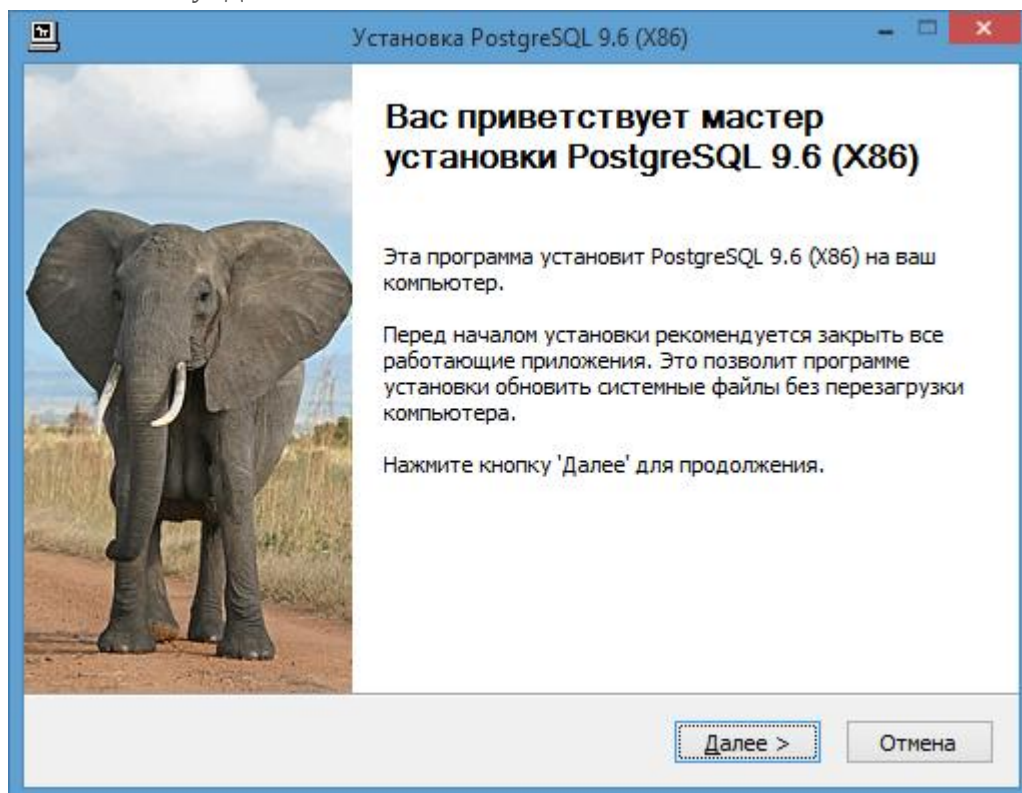 Установка PostgreSQL 9.6 (X86)
Вас приветствует мастер
установки PostgreSQL 9.6 (X86)
Эта программа установит PostgreSQL 9.6 (X86) на ваш
компьютер.
Перед началом установки рекомендуется закрыть все
работающие приложения. Это позволит программе
установки обновить системные файлы без перезагрузки
компьютера.
Нажмите кнопку 'Далее' для продолжения.
Далее >
Отмена